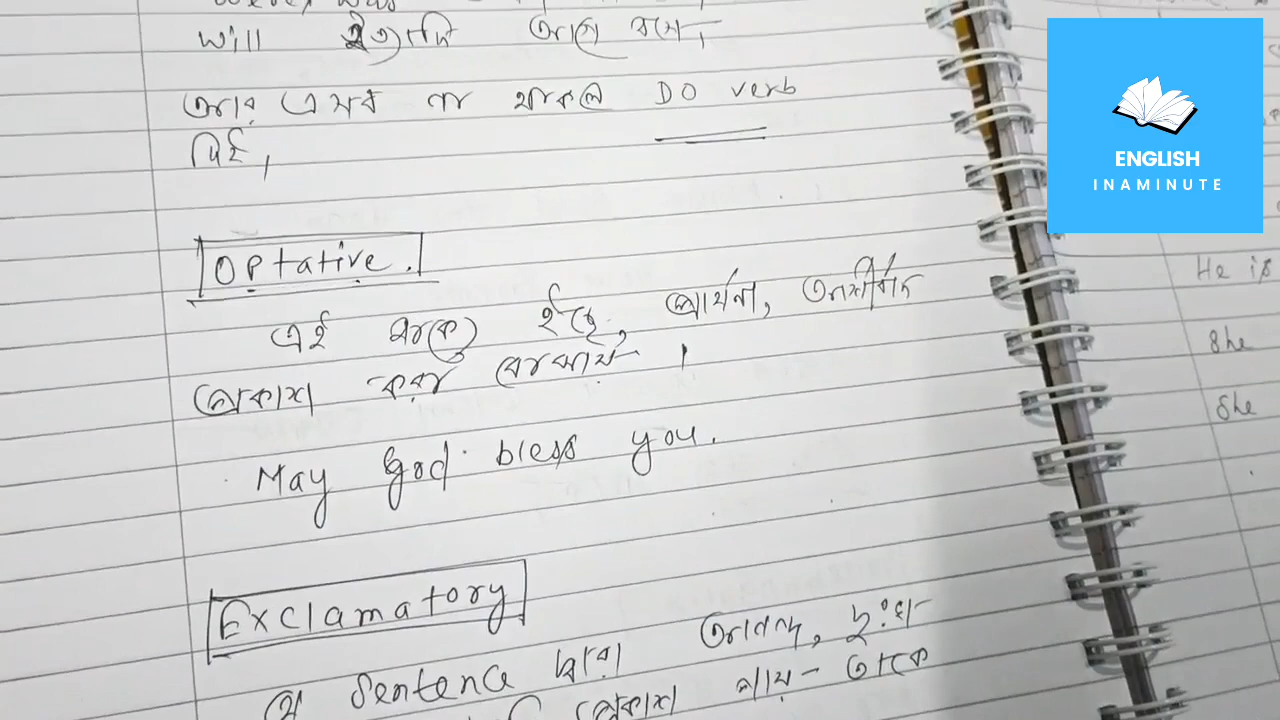 will ইত্যাদি আগে বসে,
আর এসব না থাকলে DO verb
দিই,
Optative.
এই ধরনের ইচ্ছে, প্রার্থনা, আশীর্বাদ
প্রকাশ করা বোঝায়।
May God bless you.
Exclamatory
যে Sentence দ্বারা আনন্দ, দুঃখ
প্রকাশ পায় তাকে
ENGLISH
INAMINUTE
He is
She
She